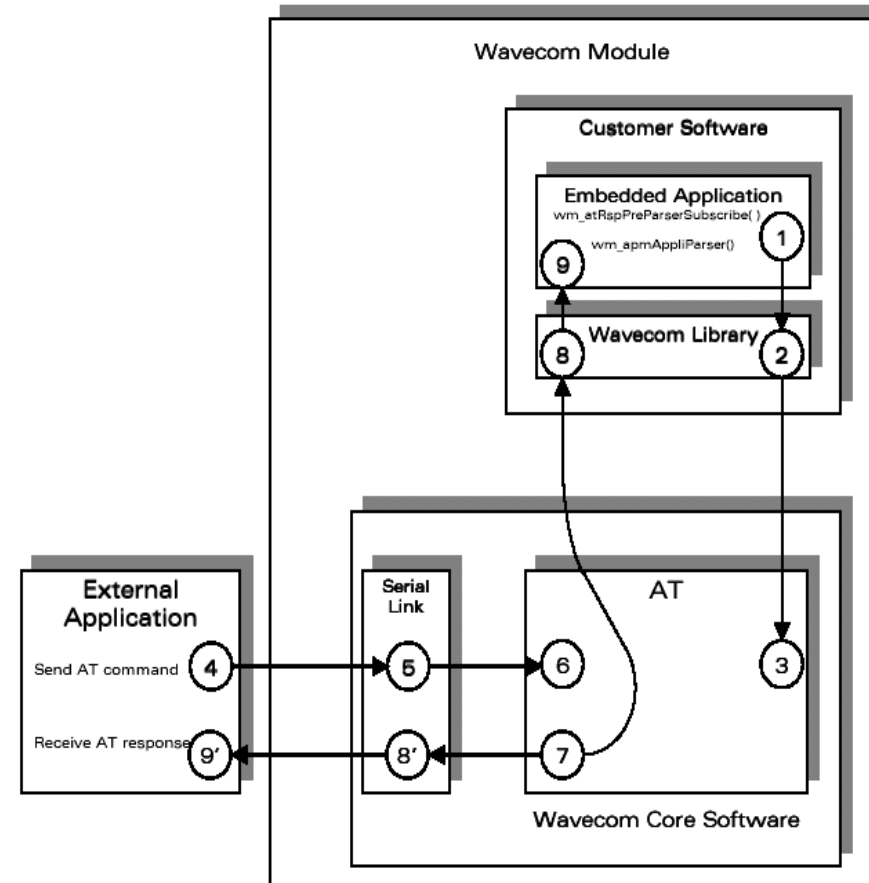 Wavecom Module
Customer Software
Embedded Application
wm_atRspPreParserSubscribe( )
1
wm_apmAppliParser()
9
Wavecom Library
8
2
External
Application
Serial
Link
AT
Send AT command
4
5
6
3
Receive AT response
9’
8’
7
Wavecom Core Software